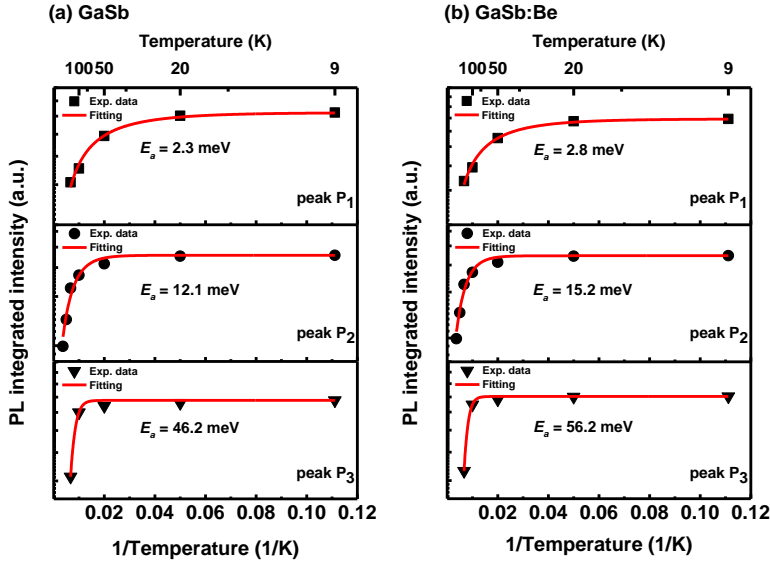 (a) GaSb
Temperature (K)
100 50 20 9
Exp. data
Fitting
Ea = 2.3 meV
peak P1
Exp. data
Fitting
Ea = 12.1 meV
peak P2
Exp. data
Fitting
Ea = 46.2 meV
peak P3
PL integrated intensity (a.u.)
0.02 0.04 0.06 0.08 0.10 0.12
1/Temperature (1/K)
(b) GaSb:Be
Temperature (K)
100 50 20 9
Exp. data
Fitting
Ea = 2.8 meV
peak P1
Exp. data
Fitting
Ea = 15.2 meV
peak P2
Exp. data
Fitting
Ea = 56.2 meV
peak P3
PL integrated intensity (a.u.)
0.02 0.04 0.06 0.08 0.10 0.12
1/Temperature (1/K)